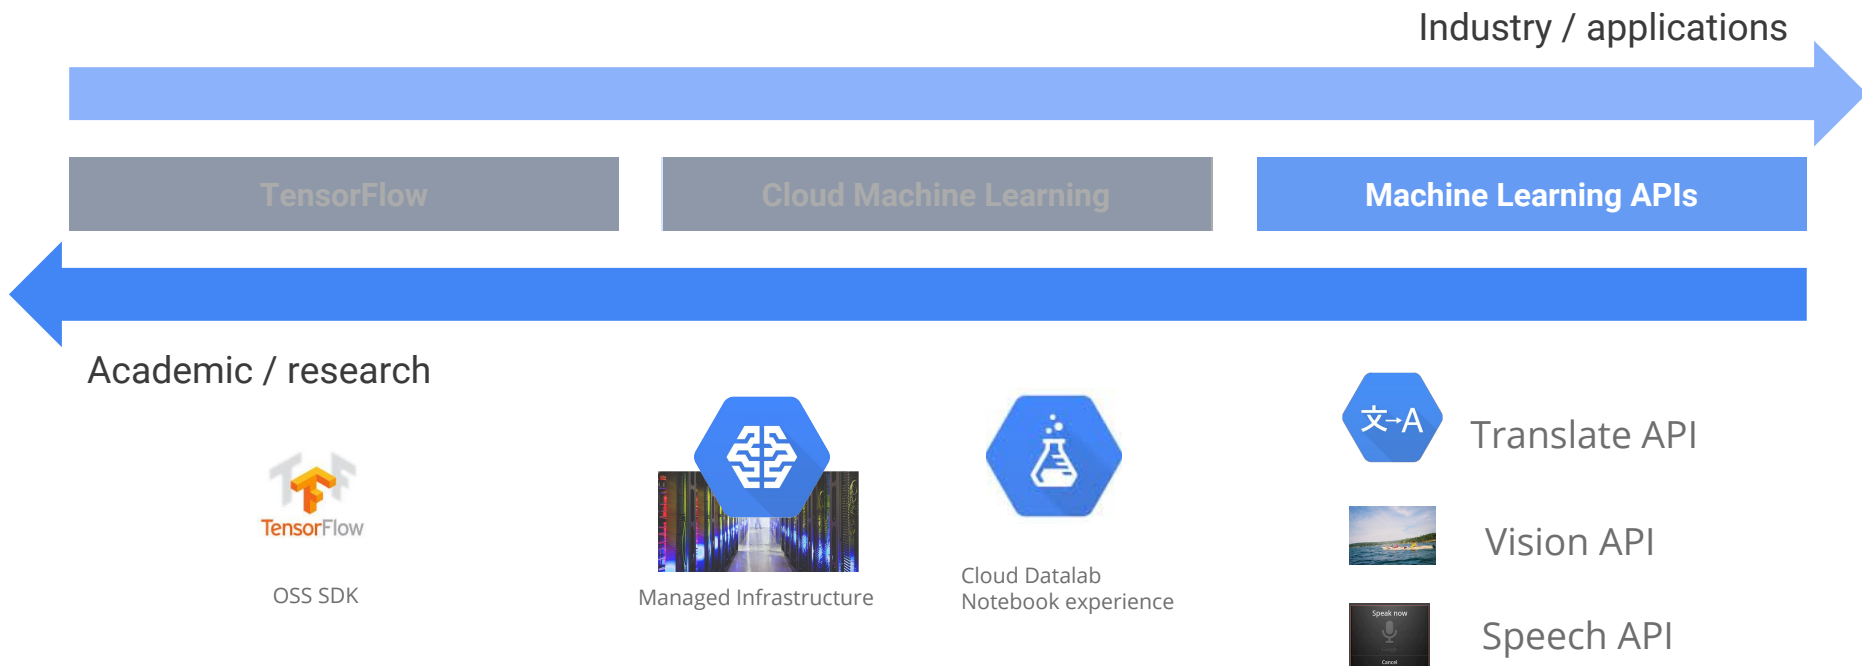 Industry / applications
TensorFlow
Cloud Machine Learning
Machine Learning APIs
Academic / research
TensorFlow
OSS SDK
Managed Infrastructure
Cloud Datalab
Notebook experience
文→A
Translate API
Vision API
Speak now
Cancel
Speech API